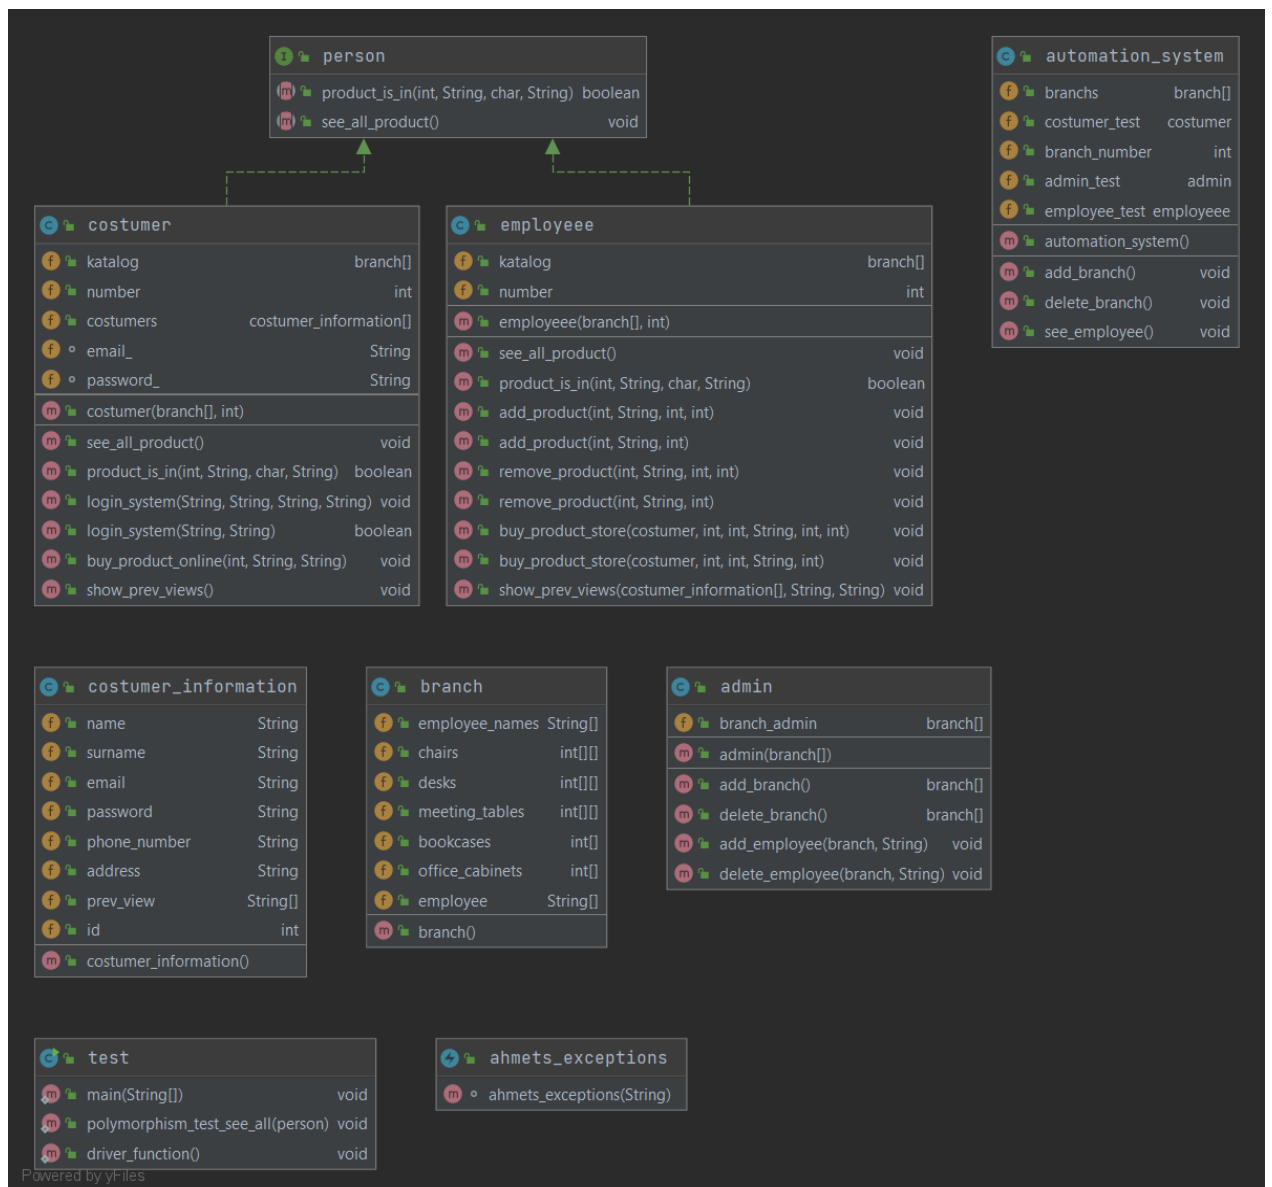 person
product_is_in(int, String, char, String) boolean
see_all_product() void
automation_system
branchs branch[]
costumer_test costumer
branch_number int
admin_test admin
employee_test employeee
automation_system()
add_branch() void
delete_branch() void
see_employee() void
costumer
katalog branch[]
number int
costumers costumer_information[]
email_ String
password_ String
costumer(branch[], int)
see_all_product() void
product_is_in(int, String, char, String) boolean
login_system(String, String, String, String) void
login_system(String, String) boolean
buy_product_online(int, String, String) void
show_prev_views() void
employeee
katalog branch[]
number int
employeee(branch[], int)
see_all_product() void
product_is_in(int, String, char, String) boolean
add_product(int, String, int, int) void
add_product(int, String, int) void
remove_product(int, String, int, int) void
remove_product(int, String, int) void
buy_product_store(costumer, int, int, String, int, int) void
buy_product_store(costumer, int, int, String, int) void
show_prev_views(costumer_information[], String, String) void
costumer_information
name String
surname String
email String
password String
phone_number String
address String
prev_view String[]
id int
costumer_information()
branch
employee_names String[]
chairs int[][]
desks int[][]
meeting_tables int[][]
bookcases int[]
office_cabinets int[]
employee String[]
branch()
admin
branch_admin branch[]
admin(branch[])
add_branch() branch[]
delete_branch() branch[]
add_employee(branch, String) void
delete_employee(branch, String) void
test
main(String[]) void
polymorphism_test_see_all(person) void
driver_function() void
ahmets_exceptions
ahmets_exceptions(String)
Powered by yFiles